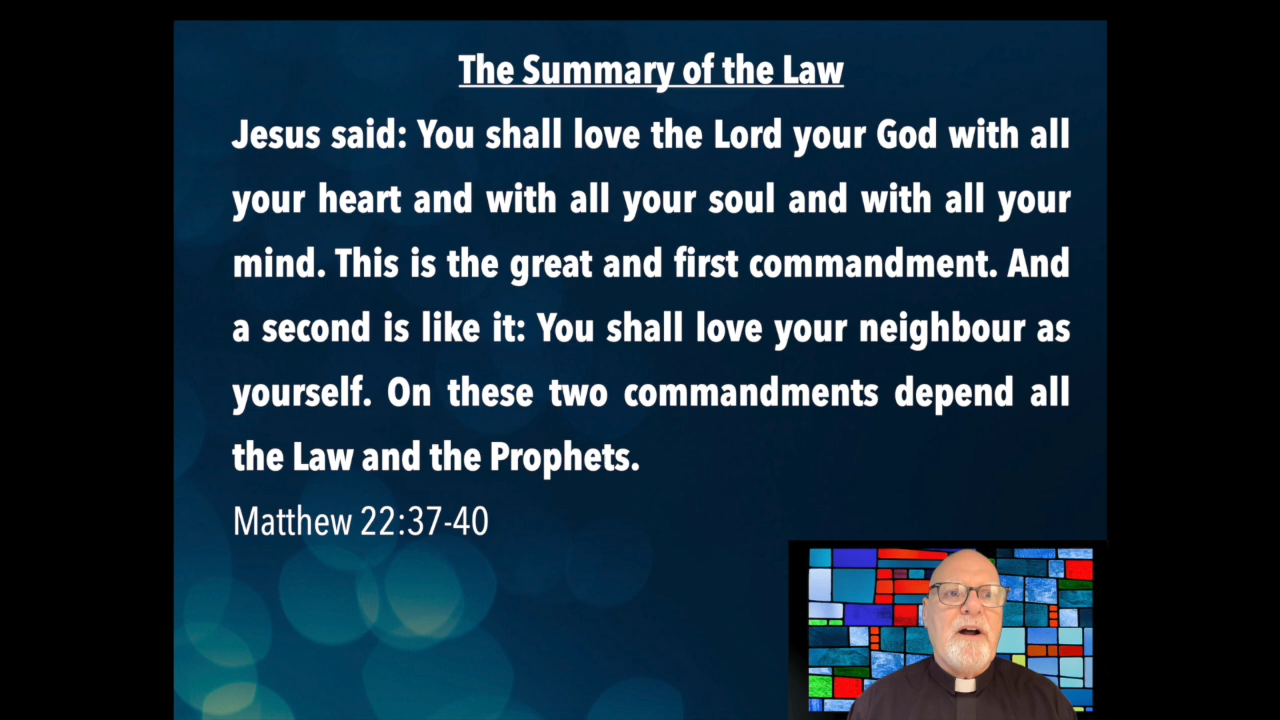 The Summary of the Law
Jesus said: You shall love the Lord your God with all
your heart and with all your soul and with all your
mind. This is the great and first commandment. And
a second is like it: You shall love your neighbour as
yourself. On these two commandments depend all
the Law and the Prophets.
Matthew 22:37-40